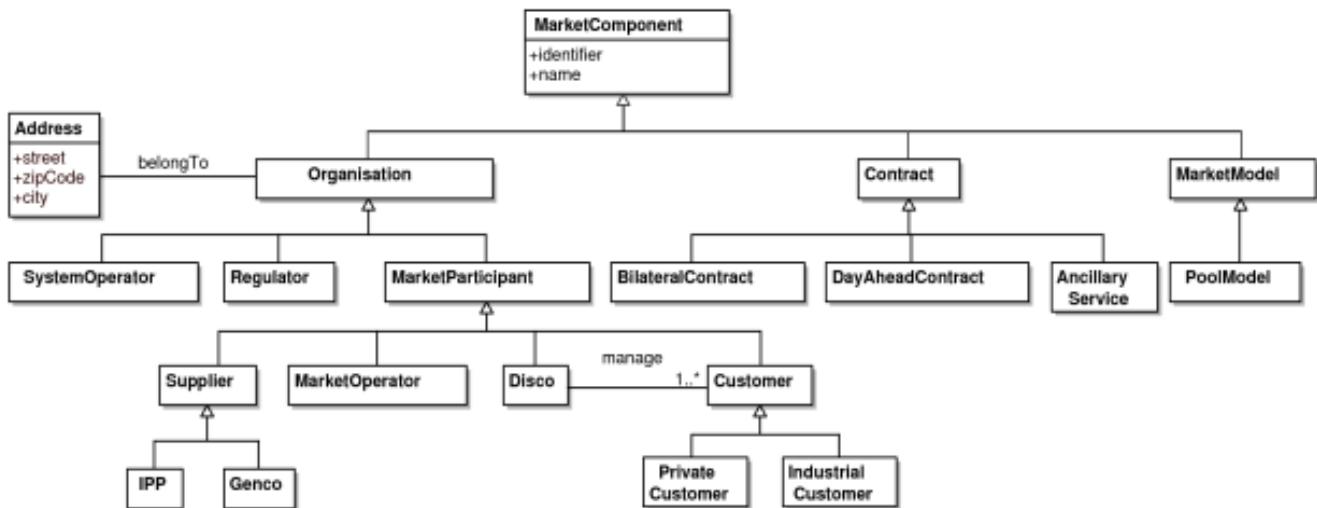 MarketComponent
+identifier
+name
Address
+street
+zipCode
+city
belongTo
Organisation
Contract
MarketModel
SystemOperator
Regulator
MarketParticipant
BilateralContract
DayAheadContract
Ancillary
Service
PoolModel
Supplier
MarketOperator
Disco
manage
1..*
Customer
IPP
Genco
Private
Customer
Industrial
Customer